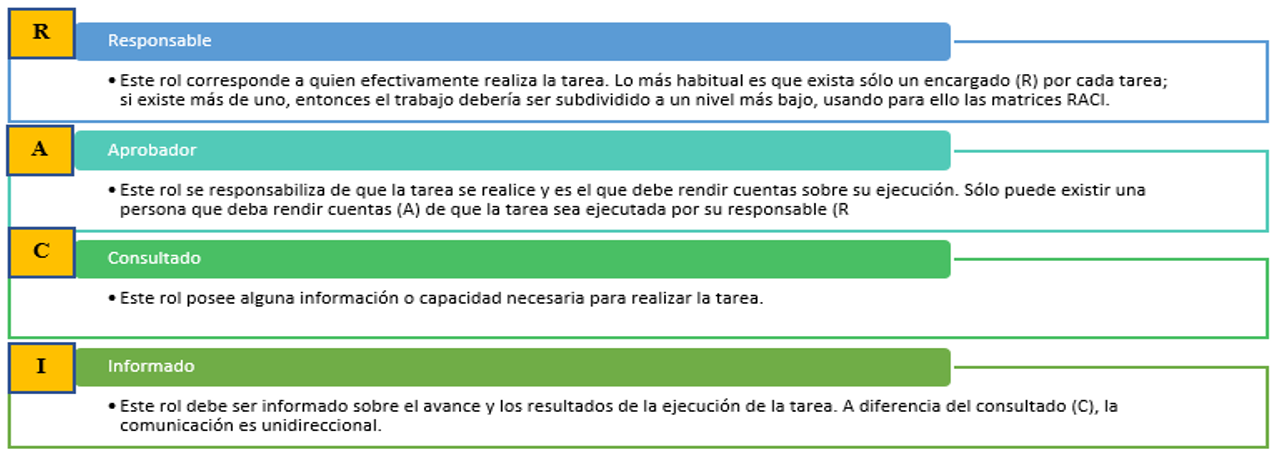 R
Responsable
• Este rol corresponde a quien efectivamente realiza la tarea. Lo más habitual es que exista sólo un encargado (R) por cada tarea;
si existe más de uno, entonces el trabajo debería ser subdividido a un nivel más bajo, usando para ello las matrices RACI.
A
Aprobador
• Este rol se responsabiliza de que la tarea se realice y es el que debe rendir cuentas sobre su ejecución. Sólo puede existir una
persona que deba rendir cuentas (A) de que la tarea sea ejecutada por su responsable (R
C
Consultado
• Este rol posee alguna información o capacidad necesaria para realizar la tarea.
I
Informado
• Este rol debe ser informado sobre el avance y los resultados de la ejecución de la tarea. A diferencia del consultado (C), la
comunicación es unidireccional.